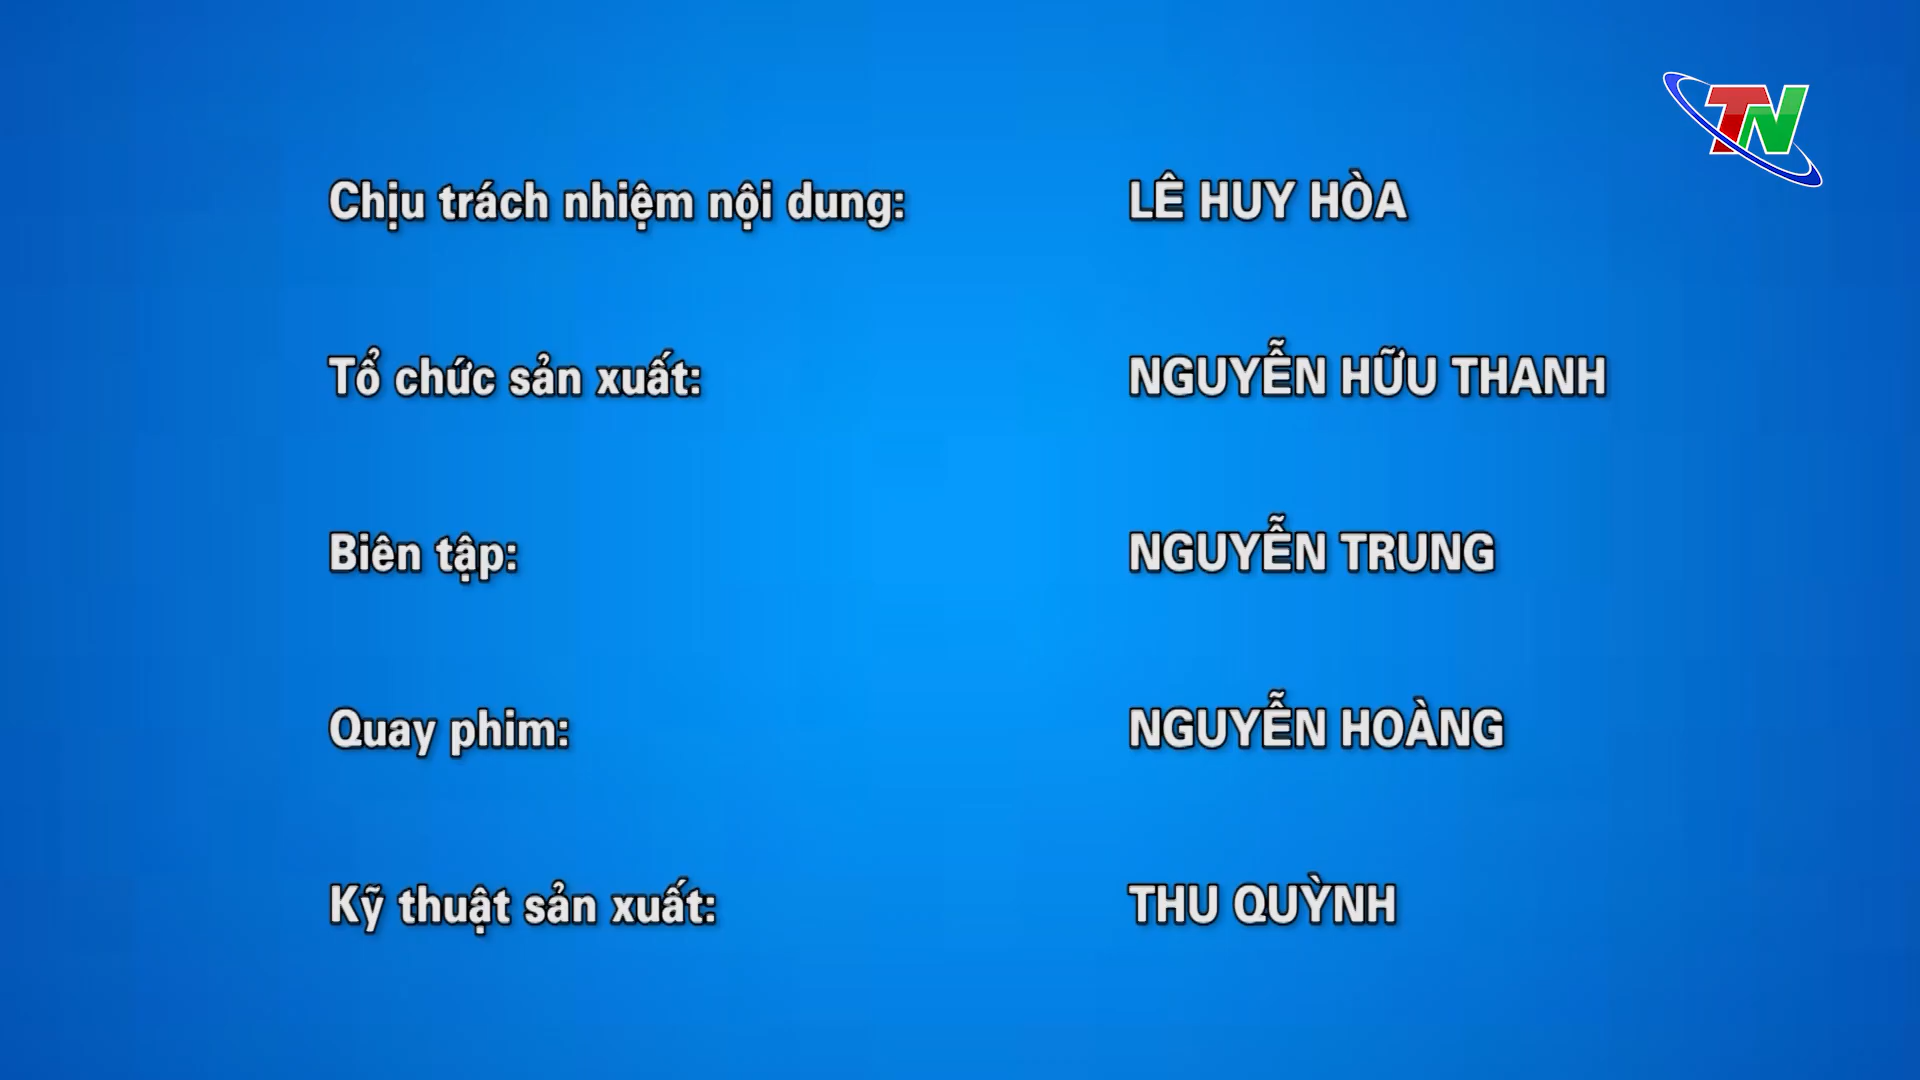 TN
Chịu trách nhiệm nội dung: LÊ HUY HÒA
Tổ chức sản xuất: NGUYỄN HỮU THANH
Biên tập: NGUYỄN TRUNG
Quay phim: NGUYỄN HOÀNG
Kỹ thuật sản xuất: THU QUỲNH